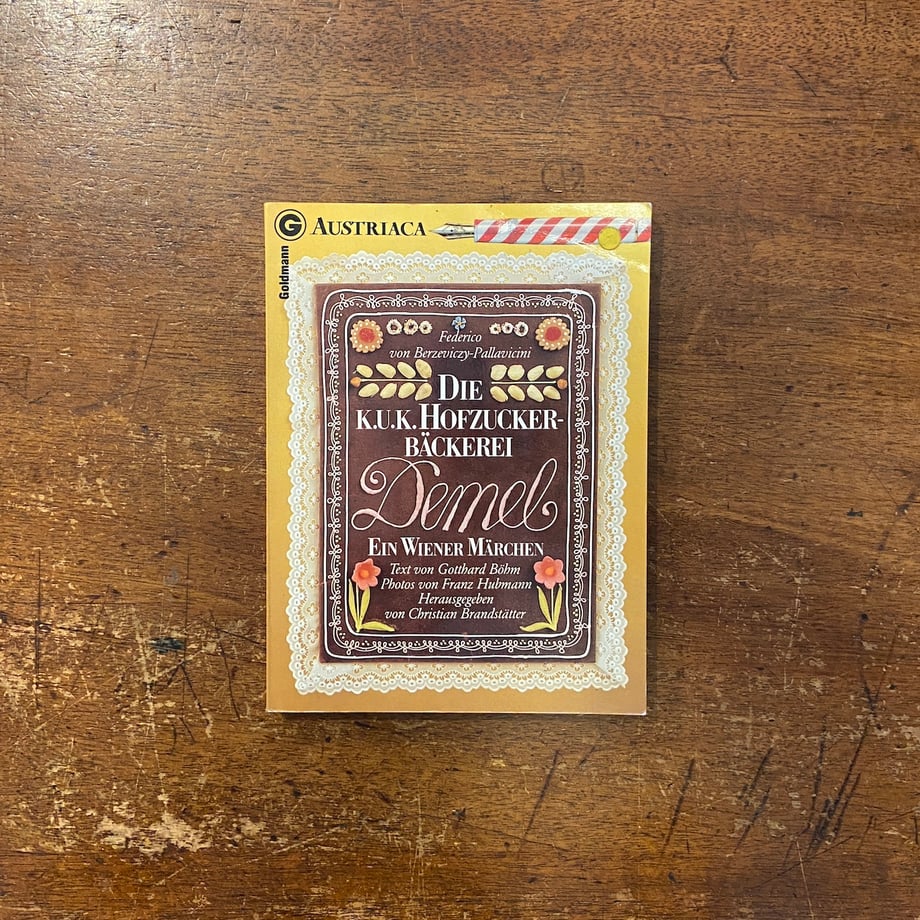 G AUSTRIACA
Goldmann
Federico
von Berzeviczy-Pallavicini
DIE
K.U.K. HOFZUCKER-
BÄCKEREI
Demel
EIN WIENER MÄRCHEN
Text von Gotthard Böhm
Photos von Franz Hubmann
Herausgegeben
von Christian Brandstätter